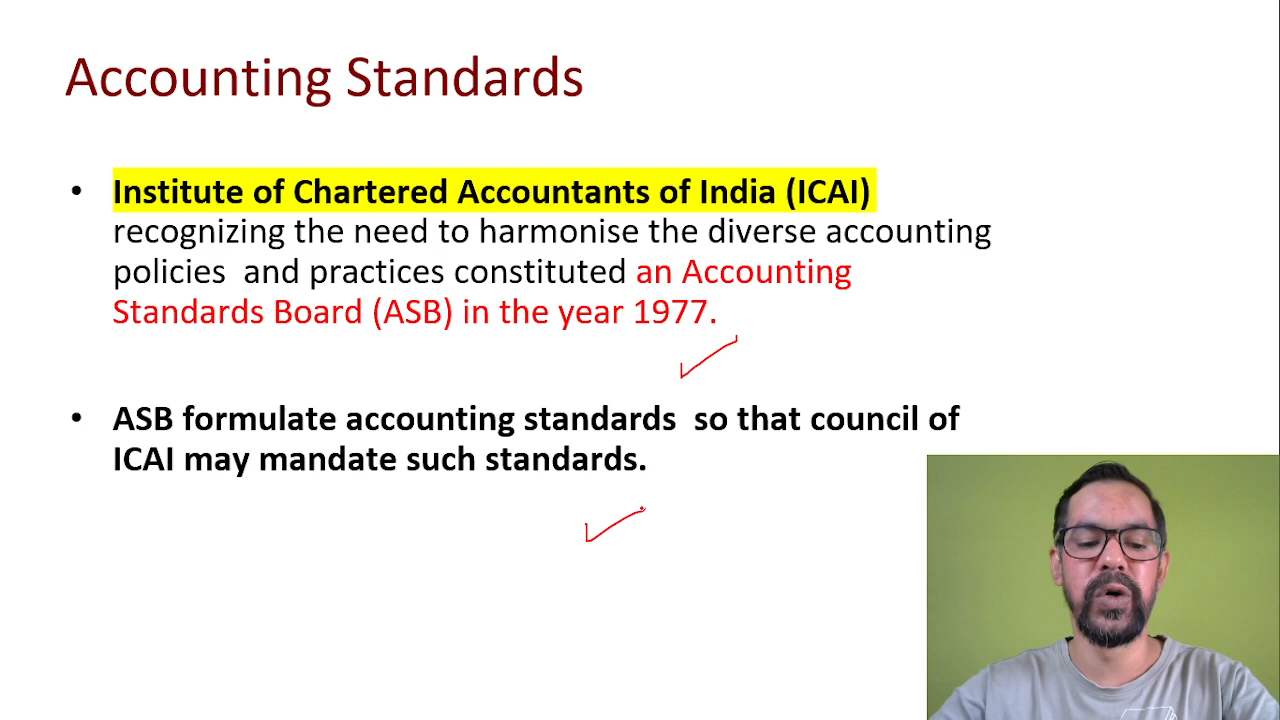 Accounting Standards
• Institute of Chartered Accountants of India (ICAI)
recognizing the need to harmonise the diverse accounting
policies and practices constituted an Accounting
Standards Board (ASB) in the year 1977.
• ASB formulate accounting standards so that council of
ICAI may mandate such standards.